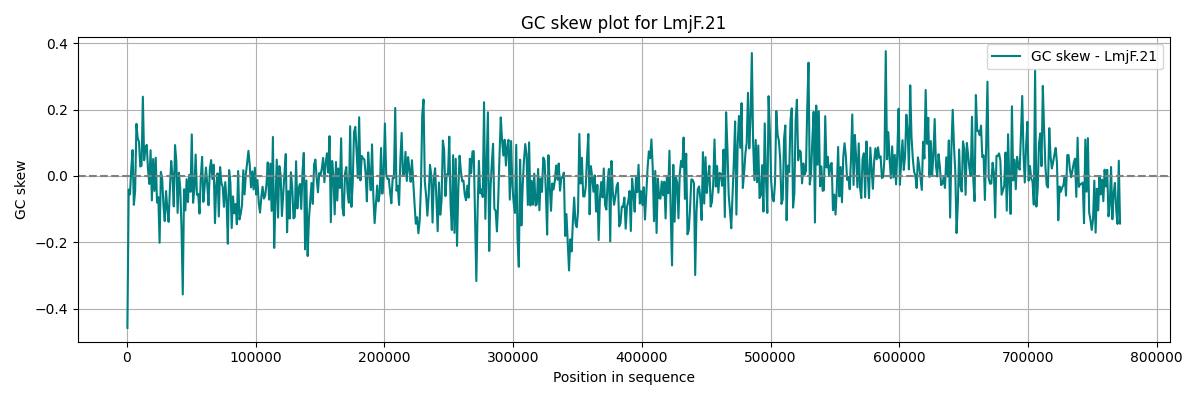 GC skew plot for LmjF.21
GC skew - LmjF.21
GC skew
0.4
0.2
0.0
−0.2
−0.4
0 100000 200000 300000 400000 500000 600000 700000 800000
Position in sequence